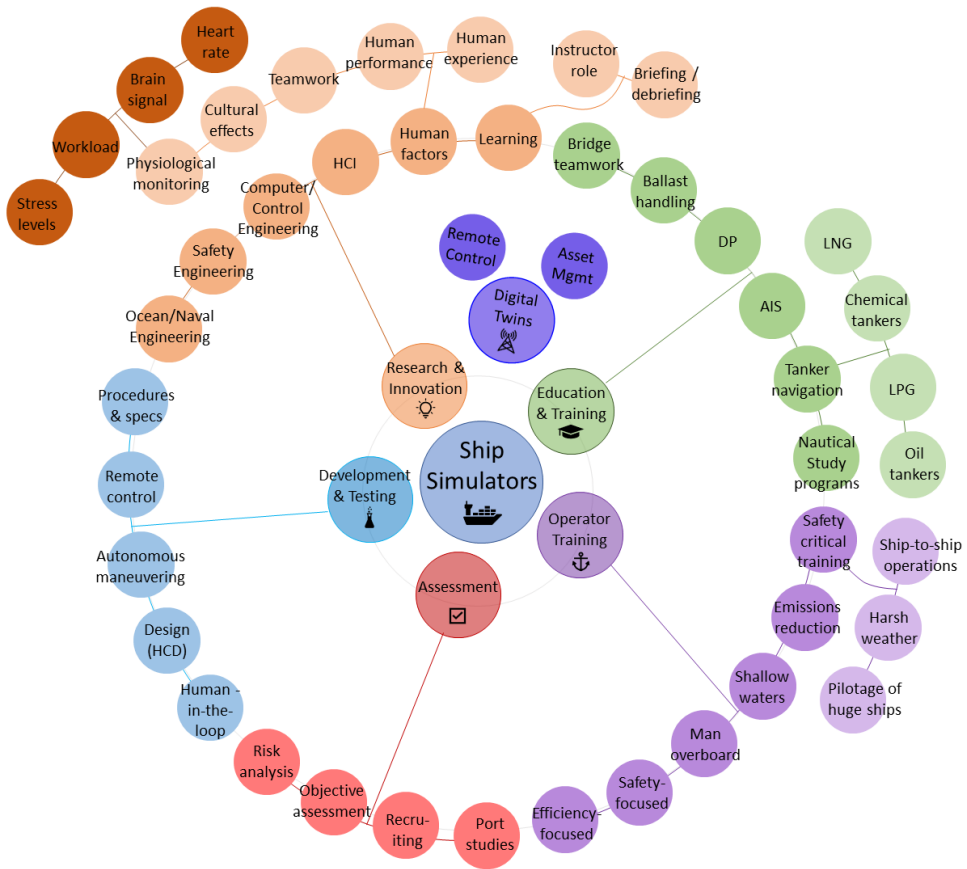 Heart
rate
Brain
signal
Workload
Stress
levels
Physiological
monitoring
Cultural
effects
Teamwork
Human
performance
Human
experience
Instructor
role
Briefing /
debriefing
HCI
Human
factors
Learning
Computer/
Control
Engineering
Safety
Engineering
Ocean/Naval
Engineering
Bridge
teamwork
Ballast
handling
DP
AIS
Tanker
navigation
Nautical
Study
programs
LNG
Chemical
tankers
LPG
Oil
tankers
Remote
Control
Asset
Mgmt
Digital
Twins
Research &
Innovation
Education
& Training
Ship
Simulators
Development
& Testing
Operator
Training
Assessment
Procedures
& specs
Remote
control
Autonomous
maneuvering
Design
(HCD)
Human -
in-the-
loop
Safety
critical
training
Emissions
reduction
Shallow
waters
Man
overboard
Safety-
focused
Efficiency-
focused
Ship-to-ship
operations
Harsh
weather
Pilotage of
huge ships
Risk
analysis
Objective
assessment
Recru-
iting
Port
studies